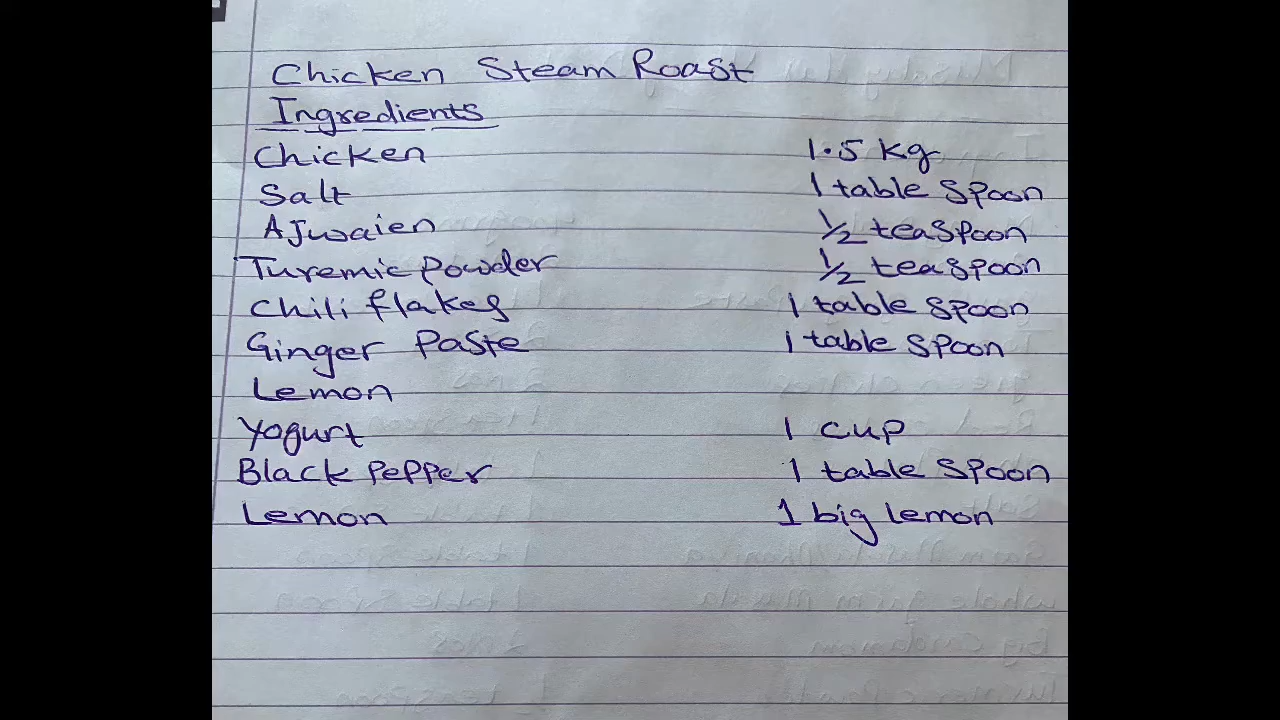 Chicken Steam Roast
Ingredients
Chicken 1.5 kg
Salt 1 table spoon
Ajwaien 1/2 teaspoon
Turemic powder 1/2 teaspoon
Chili flakes 1 table spoon
Ginger Paste 1 table spoon
Lemon
Yogurt 1 cup
Black Pepper 1 table spoon
Lemon 1 big lemon